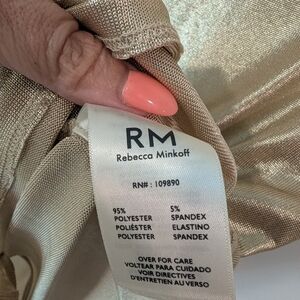 RM
Rebecca Minkoff
RN# : 109890
95% 5%
POLYESTER SPANDEX
POLIÉSTER ELASTINO
POLYESTER SPANDEX
OVER FOR CARE
VOLTEAR PARA CUIDADO
VOIR DIRECTIVES
D'ENTRETIEN AU VERSO